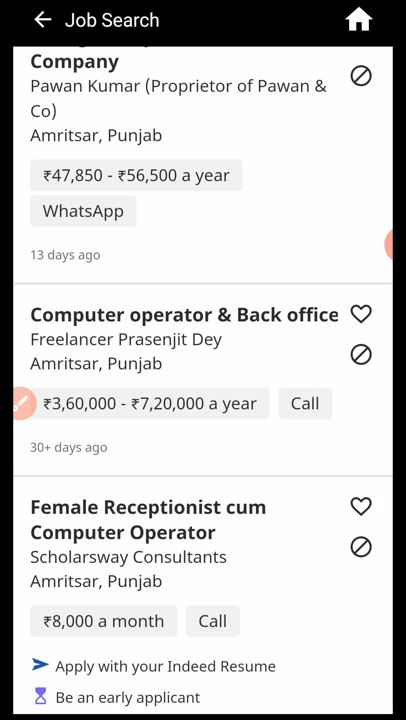 Job Search
Company
Pawan Kumar (Proprietor of Pawan &
Co)
Amritsar, Punjab
₹47,850 - ₹56,500 a year
WhatsApp
13 days ago
Computer operator & Back office
Freelancer Prasenjit Dey
Amritsar, Punjab
₹3,60,000 - ₹7,20,000 a year
Call
30+ days ago
Female Receptionist cum
Computer Operator
Scholarsway Consultants
Amritsar, Punjab
₹8,000 a month
Call
Apply with your Indeed Resume
Be an early applicant